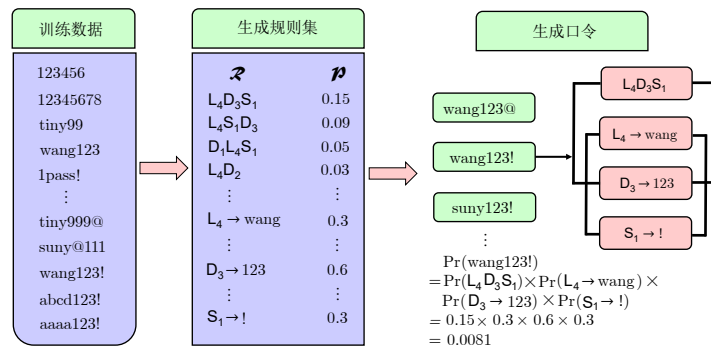 训练数据
123456
12345678
tiny99
wang123
1pass!
⋮
tiny999@
suny@111
wang123!
abcd123!
aaaa123!
生成规则集
𝓡 𝓟
L₄D₃S₁ 0.15
L₄S₁D₃ 0.09
D₁L₄S₁ 0.05
L₄D₂ 0.03
⋮ ⋮
L₄→wang 0.3
⋮ ⋮
D₃→123 0.6
⋮ ⋮
S₁→! 0.3
生成口令
wang123@
wang123!
suny123!
⋮
L₄D₃S₁
L₄→wang
D₃→123
S₁→!
Pr(wang123!)
=Pr(L₄D₃S₁)×Pr(L₄→wang)×
Pr(D₃→123)×Pr(S₁→!)
= 0.15× 0.3 × 0.6 × 0.3
= 0.0081